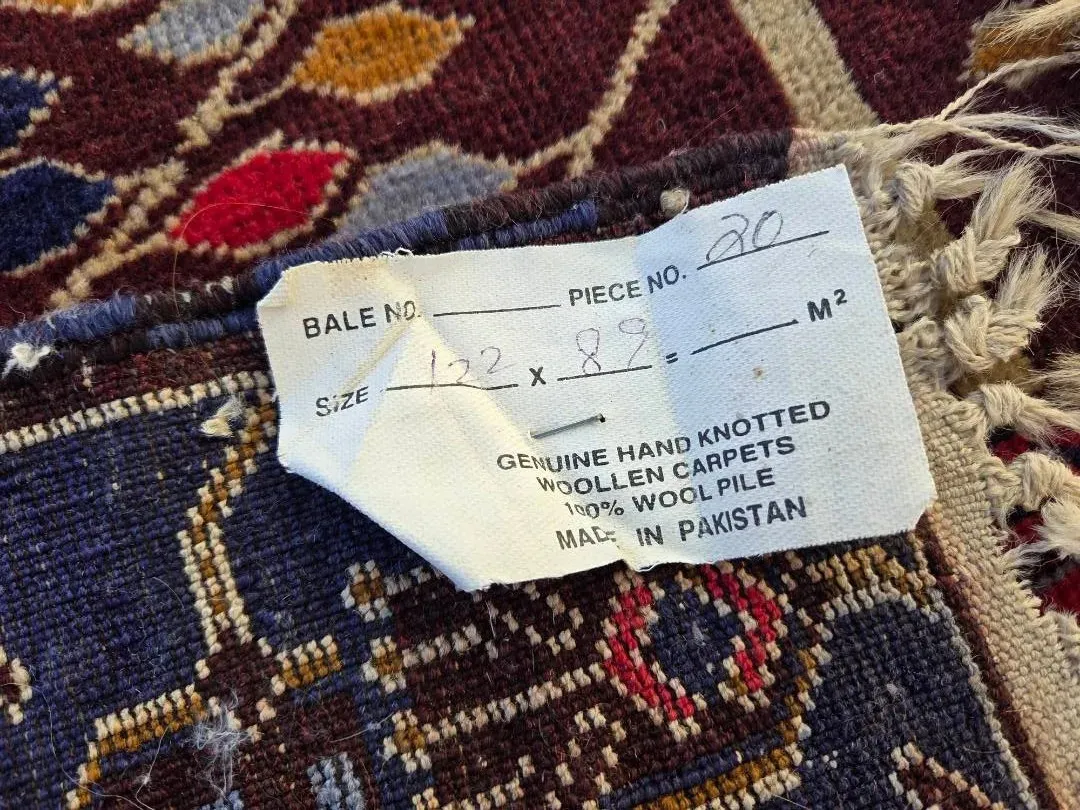 BALE NO. PIECE NO. 20
SIZE 122 x 89 = M²
GENUINE HAND KNOTTED
WOOLLEN CARPETS
100% WOOL PILE
MADE IN PAKISTAN